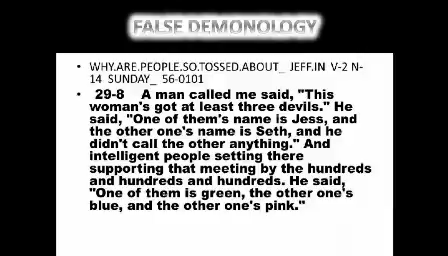 FALSE DEMONOLOGY
• WHY.ARE.PEOPLE.SO.TOSSED.ABOUT_ JEFF.IN V-2 N-
14 SUNDAY_ 56-0101
• 29-8 A man called me said, "This
woman's got at least three devils." He
said, "One of them's name is Jess, and
the other one's name is Seth, and he
didn't call the other anything." And
intelligent people setting there
supporting that meeting by the hundreds
and hundreds and hundreds. He said,
"One of them is green, the other one's
blue, and the other one's pink."